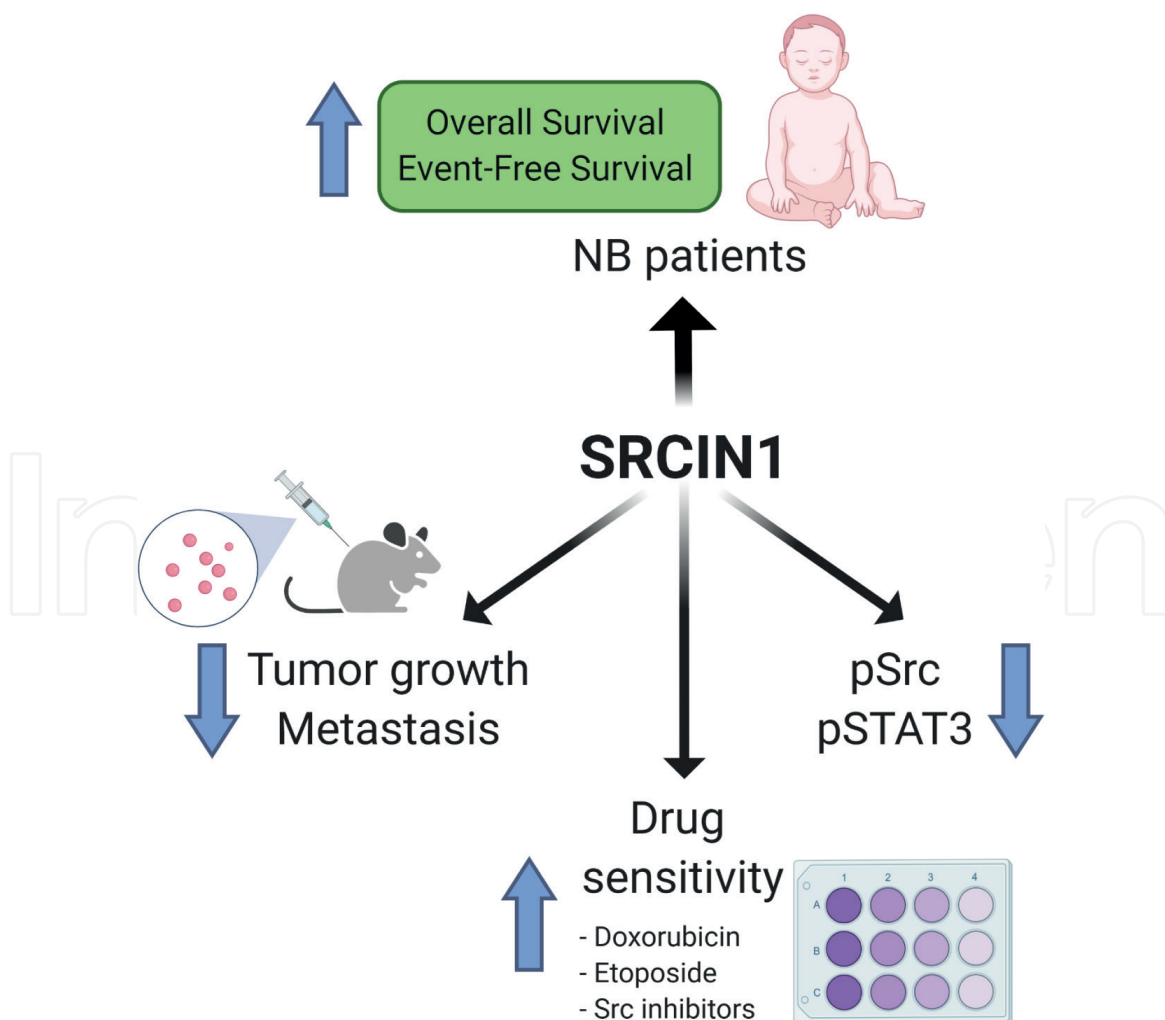 Overall Survival
Event-Free Survival
NB patients
SRCIN1
Tumor growth
Metastasis
pSrc
pSTAT3
Drug
sensitivity
- Doxorubicin
- Etoposide
- Src inhibitors
1 2 3 4
A
B
C